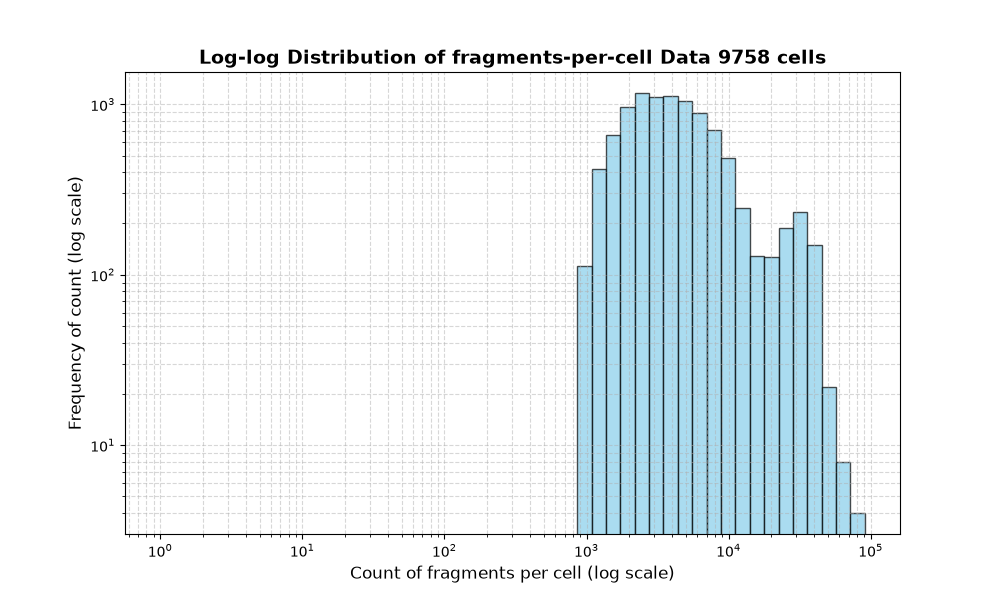 Log-log Distribution of fragments-per-cell Data 9758 cells
Frequency of count (log scale)
10³
10²
10¹
10⁰ 10¹ 10² 10³ 10⁴ 10⁵
Count of fragments per cell (log scale)